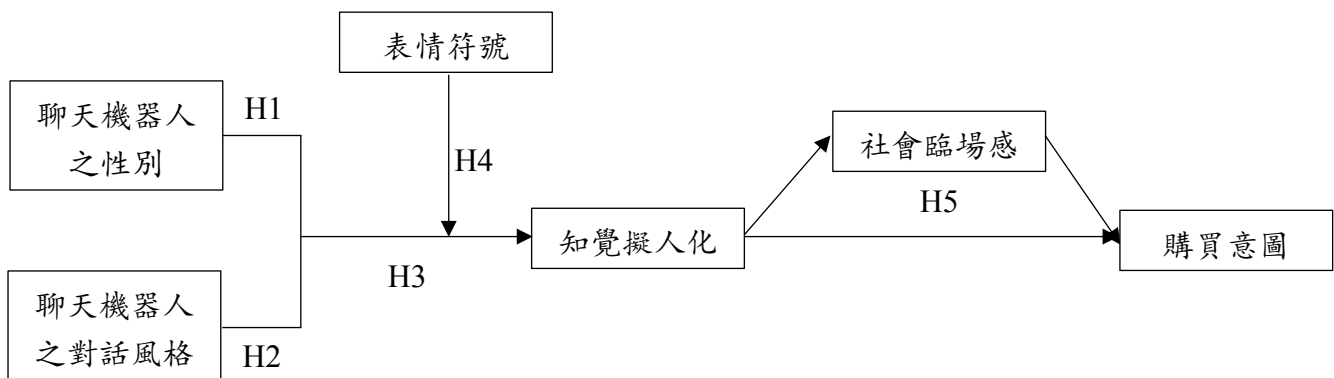 表情符號
聊天機器人
之性別
H1
H4
社會臨場感
H5
知覺擬人化
購買意圖
H3
聊天機器人
之對話風格
H2